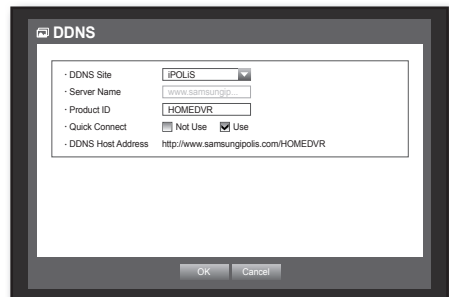 DDNS
· DDNS Site iPOLiS
· Server Name www.samsungip...
· Product ID HOMEDVR
· Quick Connect Not Use Use
· DDNS Host Address http://www.samsungipolis.com/HOMEDVR
OK Cancel